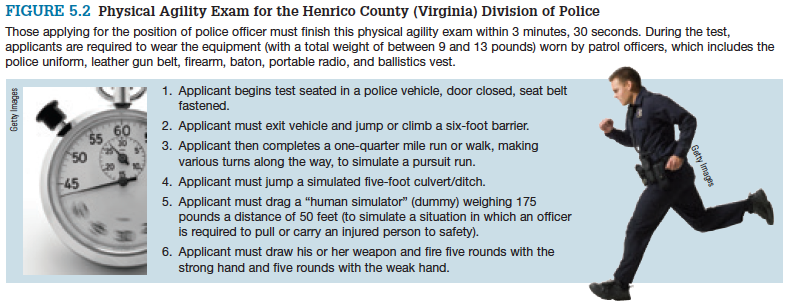 FIGURE 5.2 Physical Agility Exam for the Henrico County (Virginia) Division of Police
Those applying for the position of police officer must finish this physical agility exam within 3 minutes, 30 seconds. During the test,
applicants are required to wear the equipment (with a total weight of between 9 and 13 pounds) worn by patrol officers, which includes the
police uniform, leather gun belt, firearm, baton, portable radio, and ballistics vest.
Getty Images
60
55
50
45
30
10
20
1. Applicant begins test seated in a police vehicle, door closed, seat belt
fastened.
2. Applicant must exit vehicle and jump or climb a six-foot barrier.
3. Applicant then completes a one-quarter mile run or walk, making
various turns along the way, to simulate a pursuit run.
4. Applicant must jump a simulated five-foot culvert/ditch.
5. Applicant must drag a “human simulator” (dummy) weighing 175
pounds a distance of 50 feet (to simulate a situation in which an officer
is required to pull or carry an injured person to safety).
6. Applicant must draw his or her weapon and fire five rounds with the
strong hand and five rounds with the weak hand.
Getty Images